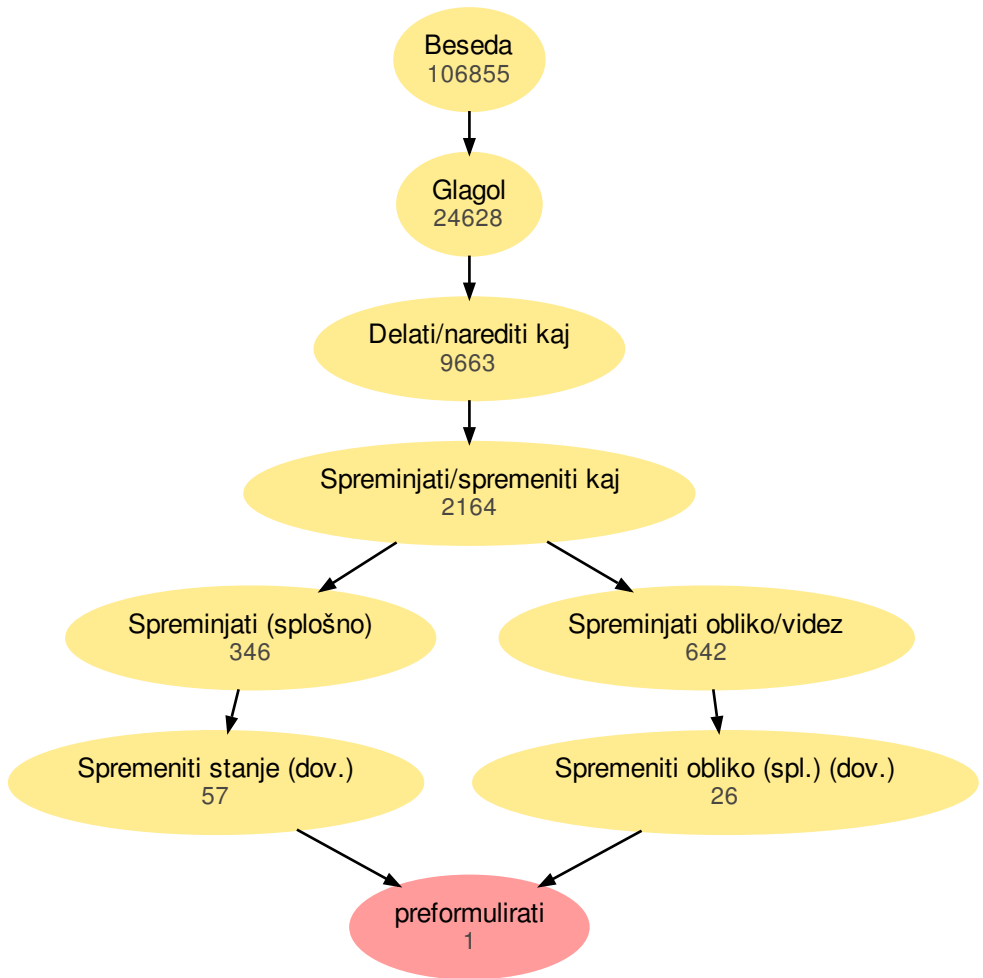 Beseda
106855
Glagol
24628
Delati/narediti kaj
9663
Spreminjati/spremeniti kaj
2164
Spreminjati (splošno)
346
Spreminjati obliko/videz
642
Spremeniti stanje (dov.)
57
Spremeniti obliko (spl.) (dov.)
26
preformulirati
1